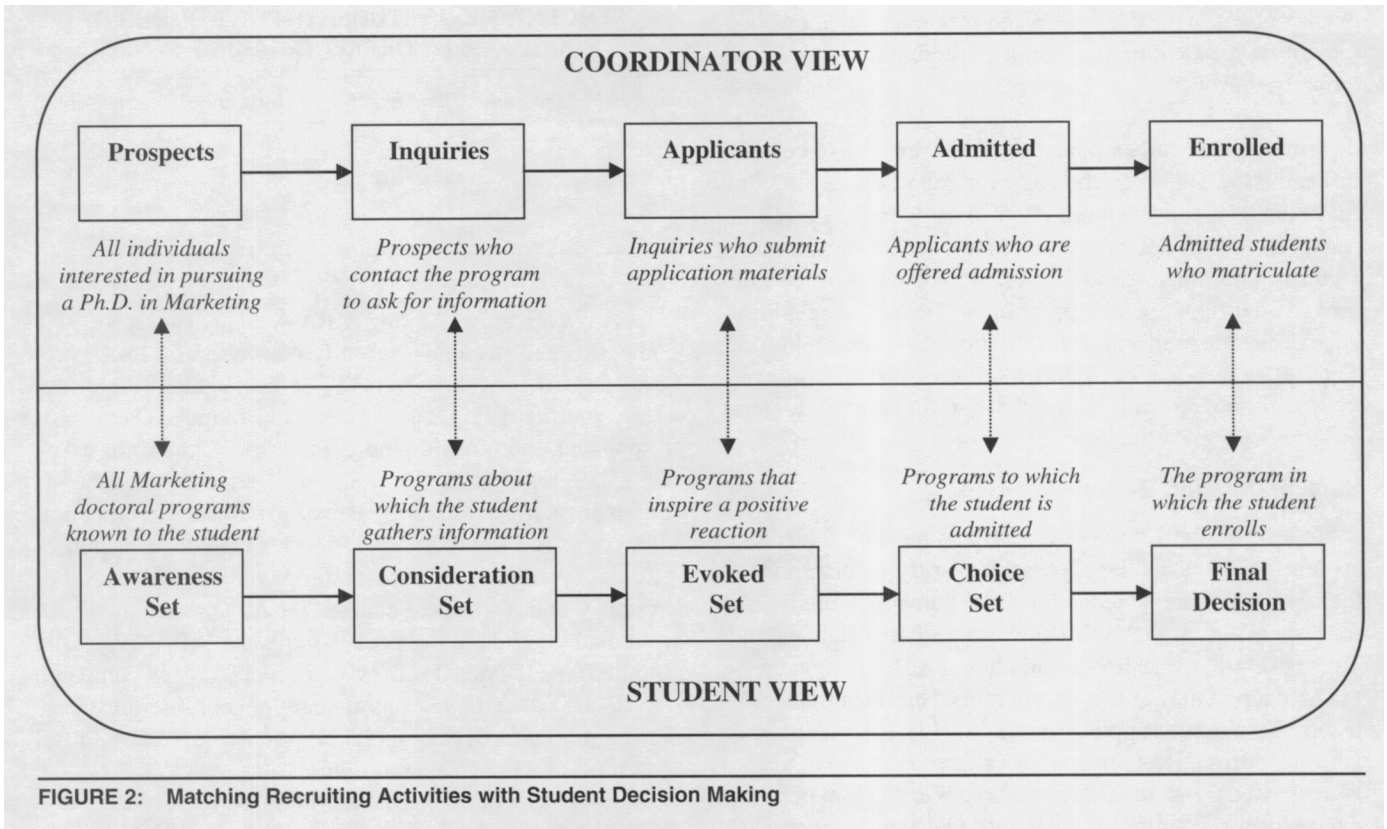 COORDINATOR VIEW
Prospects
Inquiries
Applicants
Admitted
Enrolled
All individuals
interested in pursuing
a Ph.D. in Marketing
Prospects who
contact the program
to ask for information
Inquiries who submit
application materials
Applicants who are
offered admission
Admitted students
who matriculate
All Marketing
doctoral programs
known to the student
Programs about
which the student
gathers information
Programs that
inspire a positive
reaction
Programs to which
the student is
admitted
The program in
which the student
enrolls
Awareness
Set
Consideration
Set
Evoked
Set
Choice
Set
Final
Decision
STUDENT VIEW
FIGURE 2: Matching Recruiting Activities with Student Decision Making